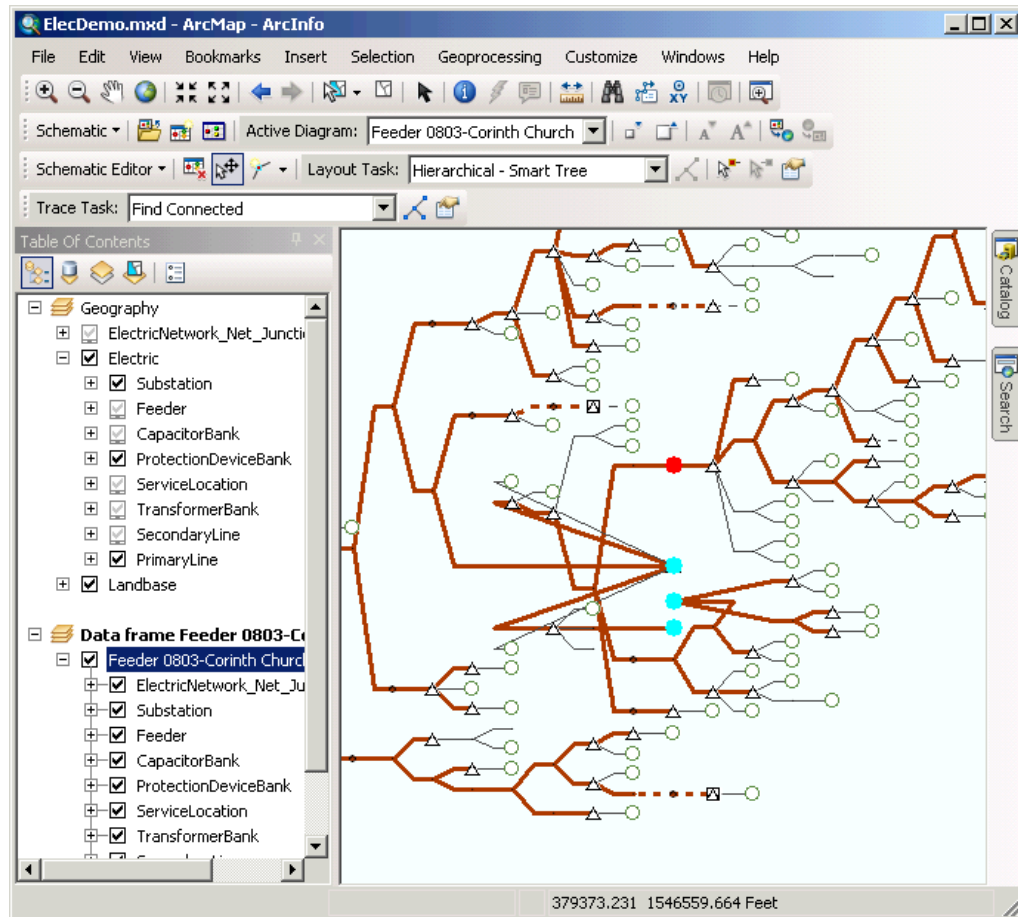 ElecDemo.mxd - ArcMap - ArcInfo
File Edit View Bookmarks Insert Selection Geoprocessing Customize Windows Help
XY
Schematic Active Diagram: Feeder 0803-Corinth Church A A
Schematic Editor Layout Task: Hierarchical - Smart Tree
Trace Task: Find Connected
Table Of Contents
Geography
ElectricNetwork_Net_Juncti
Electric
Substation
Feeder
CapacitorBank
ProtectionDeviceBank
ServiceLocation
TransformerBank
SecondaryLine
PrimaryLine
Landbase
Data frame Feeder 0803-C
Feeder 0803-Corinth Churc
ElectricNetwork_Net_Ju
Substation
Feeder
CapacitorBank
ProtectionDeviceBank
ServiceLocation
TransformerBank
Catalog
Search
379373.231 1546559.664 Feet